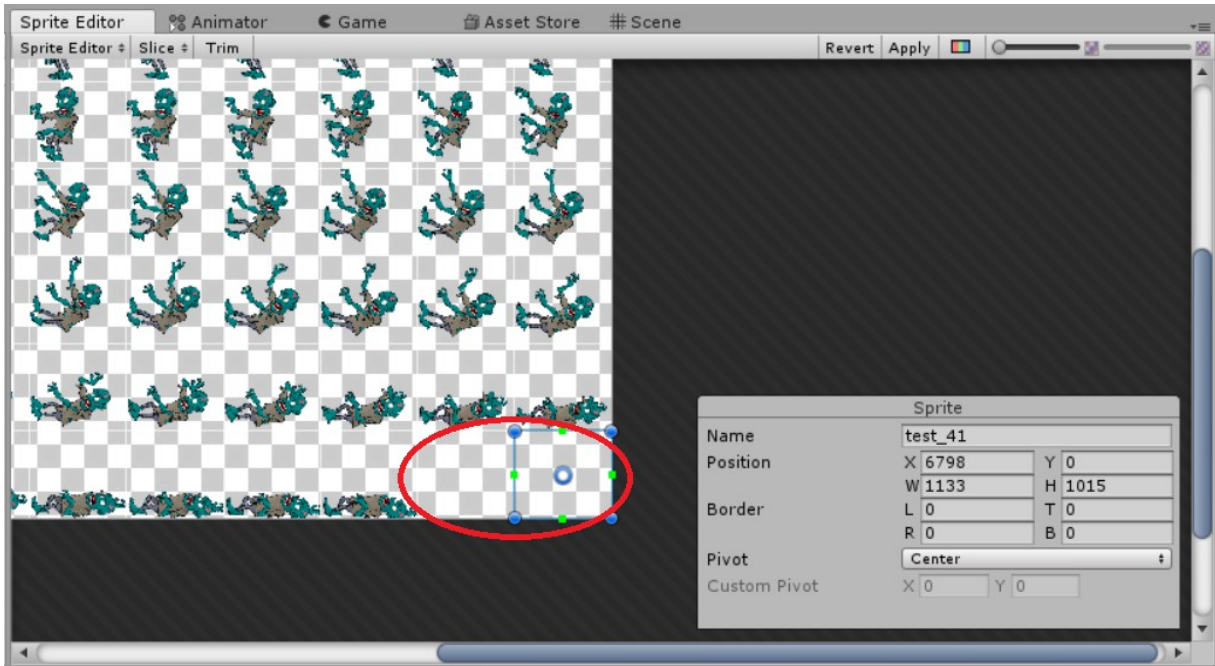 Sprite Editor Animator Game Asset Store Scene
Sprite Editor Slice Trim Revert Apply
Sprite
Name test_41
Position X 6798 Y 0
W 1133 H 1015
Border L 0 T 0
R 0 B 0
Pivot Center
Custom Pivot X 0 Y 0